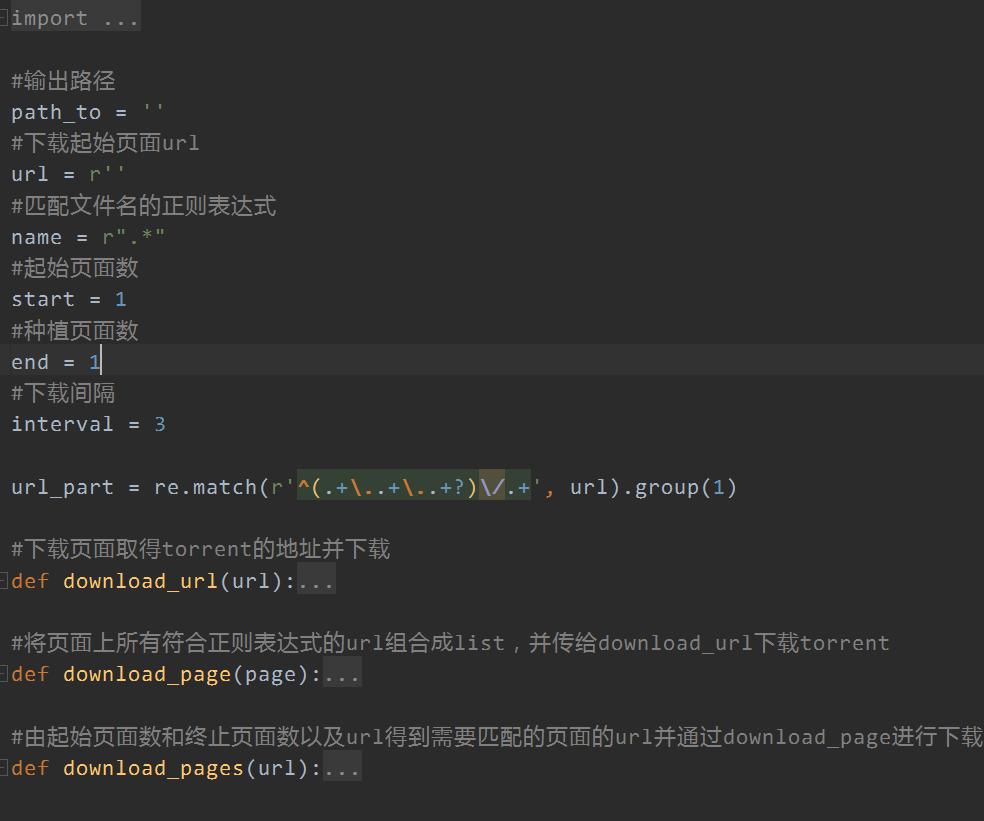 import ...
#输出路径
path_to = ''
#下载起始页面url
url = r''
#匹配文件名的正则表达式
name = r".*"
#起始页面数
start = 1
#种植页面数
end = 1
#下载间隔
interval = 3
url_part = re.match(r'^(.+\..+\..+?)\/.+', url).group(1)
#下载页面取得torrent的地址并下载
def download_url(url):...
#将页面上所有符合正则表达式的url组合成list，并传给download_url下载torrent
def download_page(page):...
#由起始页面数和终止页面数以及url得到需要匹配的页面的url并通过download_page进行下载
def download_pages(url):...